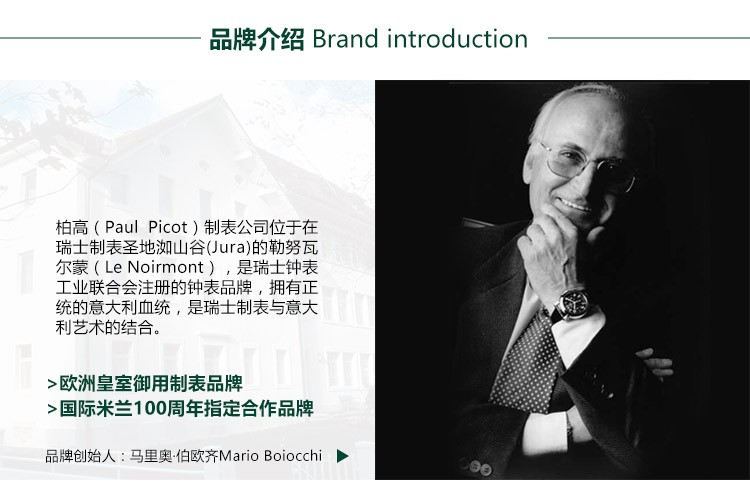 品牌介绍 Brand introduction
柏高（Paul Picot）制表公司位于在
瑞士制表圣地洳山谷(Jura)的勒努瓦
尔蒙（Le Noirmont），是瑞士钟表
工业联合会注册的钟表品牌，拥有正
统的意大利血统，是瑞士制表与意大
利艺术的结合。
>欧洲皇室御用制表品牌
>国际米兰100周年指定合作品牌
品牌创始人：马里奥·伯欧齐Mario Boiocchi